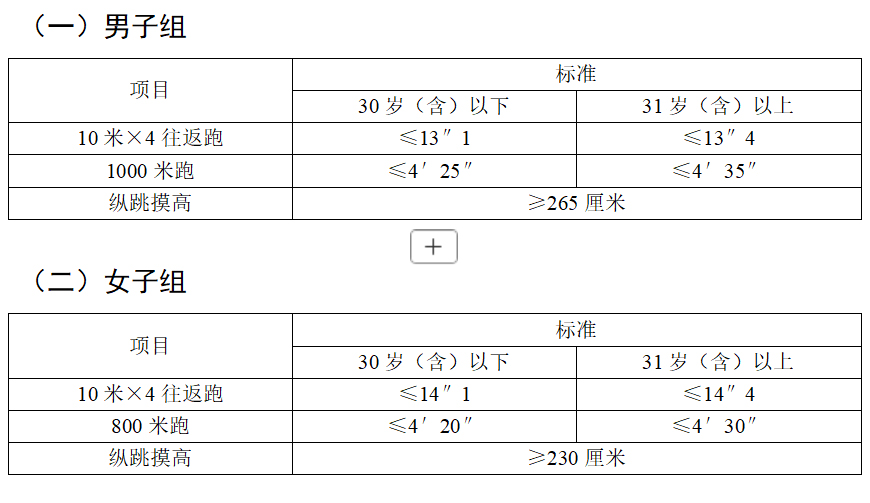 （一）男子组
项目
标准
30 岁（含）以下
31 岁（含）以上
10 米×4 往返跑
≤13″1
≤13″4
1000 米跑
≤4′25″
≤4′35″
纵跳摸高
≥265 厘米
（二）女子组
项目
标准
30 岁（含）以下
31 岁（含）以上
10 米×4 往返跑
≤14″1
≤14″4
800 米跑
≤4′20″
≤4′30″
纵跳摸高
≥230 厘米